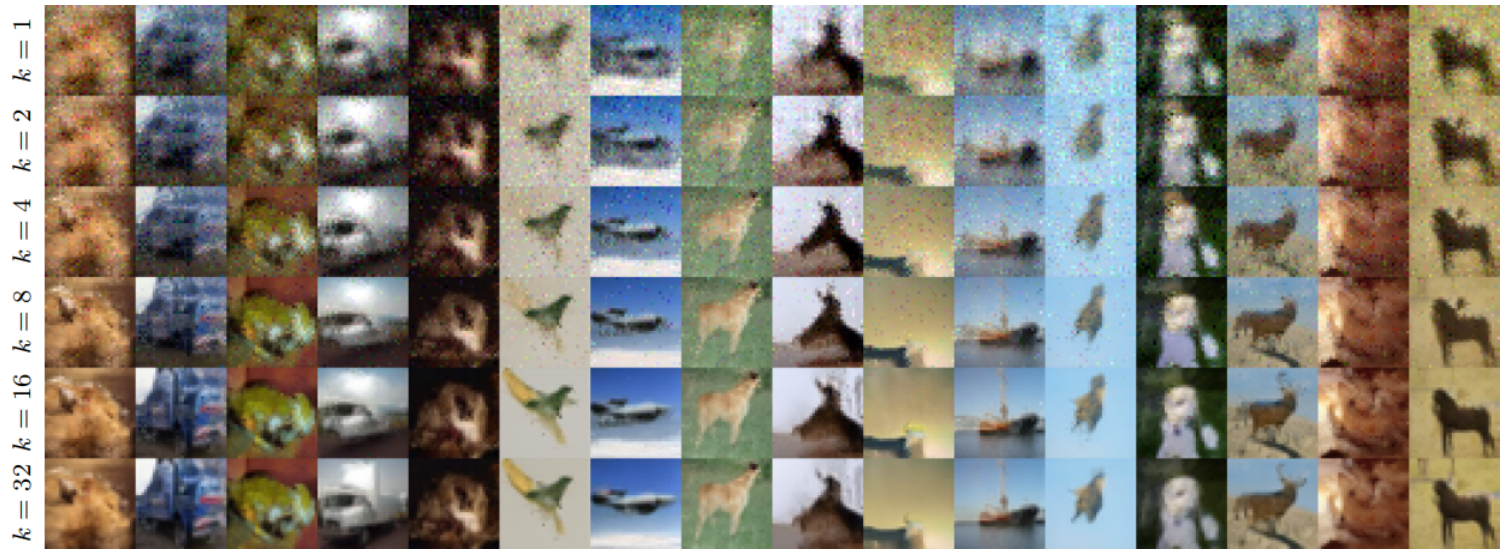 k = 1
k = 2
k = 4
k = 8
k = 16
k = 32